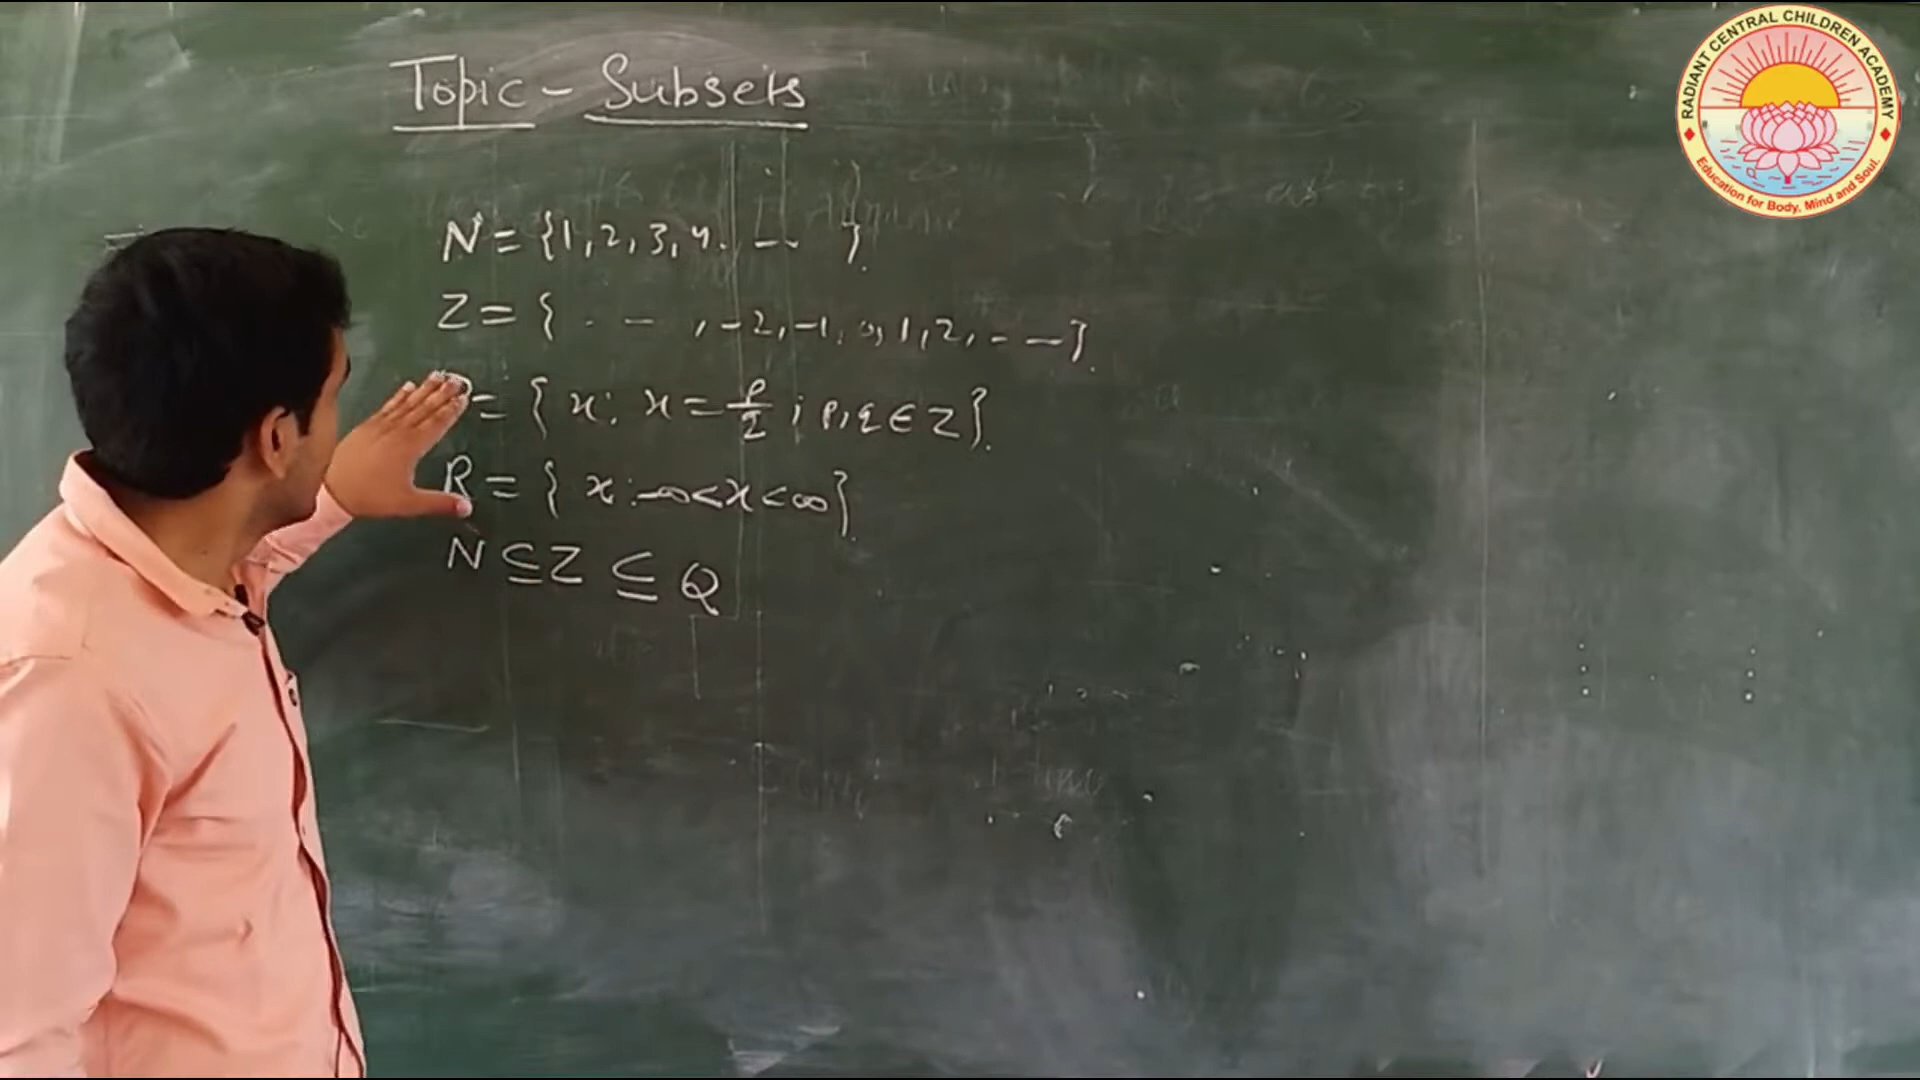 Topic - Subsets
N = {1, 2, 3, 4. -- }.
Z = { - - , -2, -1, 0, 1, 2, - - }.
= { x : x = p/q ; p, q ∈ Z }.
R = { x : -∞ < x < ∞ }.
N ⊆ Z ⊆ Q
RADIANT CENTRAL CHILDREN ACADEMY
Education for Body, Mind and Soul.